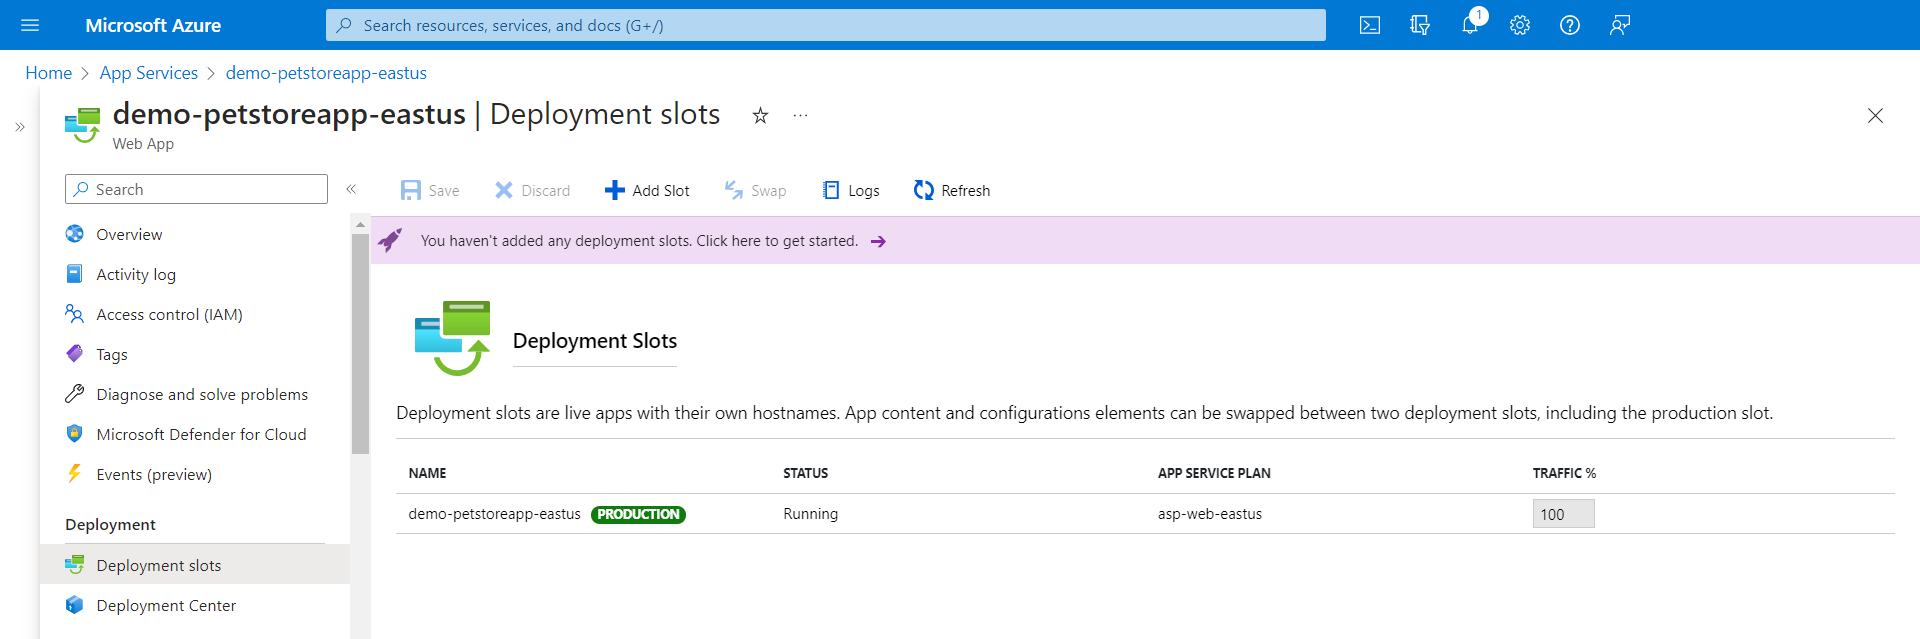 Microsoft Azure
Search resources, services, and docs (G+/)
1
Home > App Services > demo-petstoreapp-eastus
demo-petstoreapp-eastus | Deployment slots
Web App
Search
Save Discard Add Slot Swap Logs Refresh
Overview
Activity log
Access control (IAM)
Tags
Diagnose and solve problems
Microsoft Defender for Cloud
Events (preview)
Deployment
Deployment slots
Deployment Center
You haven't added any deployment slots. Click here to get started.
Deployment Slots
Deployment slots are live apps with their own hostnames. App content and configurations elements can be swapped between two deployment slots, including the production slot.
NAME STATUS APP SERVICE PLAN TRAFFIC %
demo-petstoreapp-eastus PRODUCTION Running asp-web-eastus 100